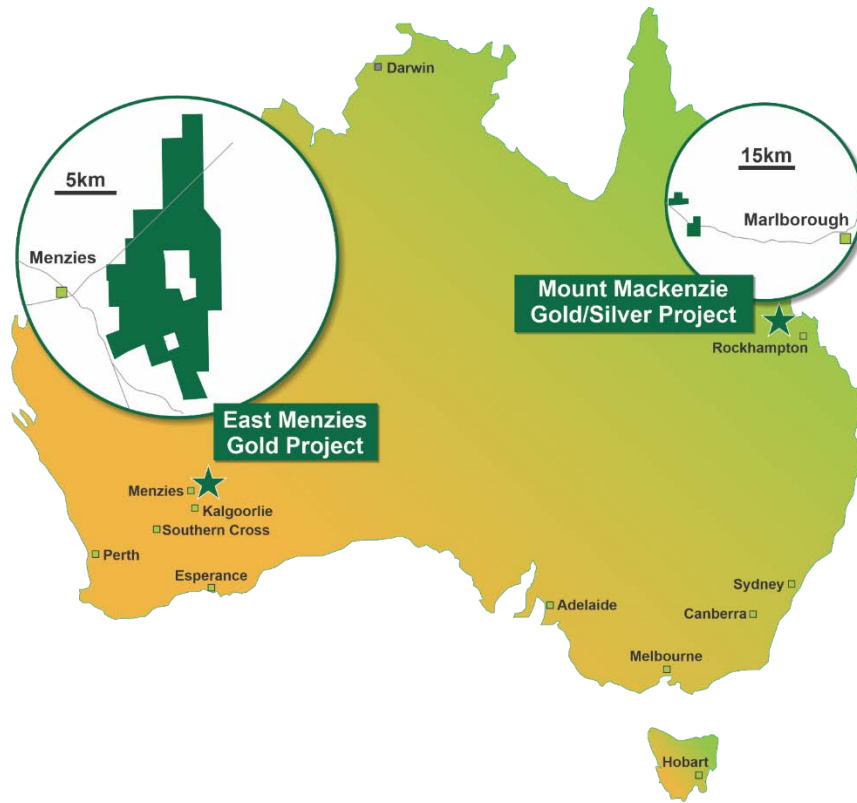 Darwin
5km
Menzies
15km
Marlborough
Mount Mackenzie
Gold/Silver Project
Rockhampton
East Menzies
Gold Project
Menzies
Kalgoorlie
Southern Cross
Perth
Esperance
Adelaide
Sydney
Canberra
Melbourne
Hobart